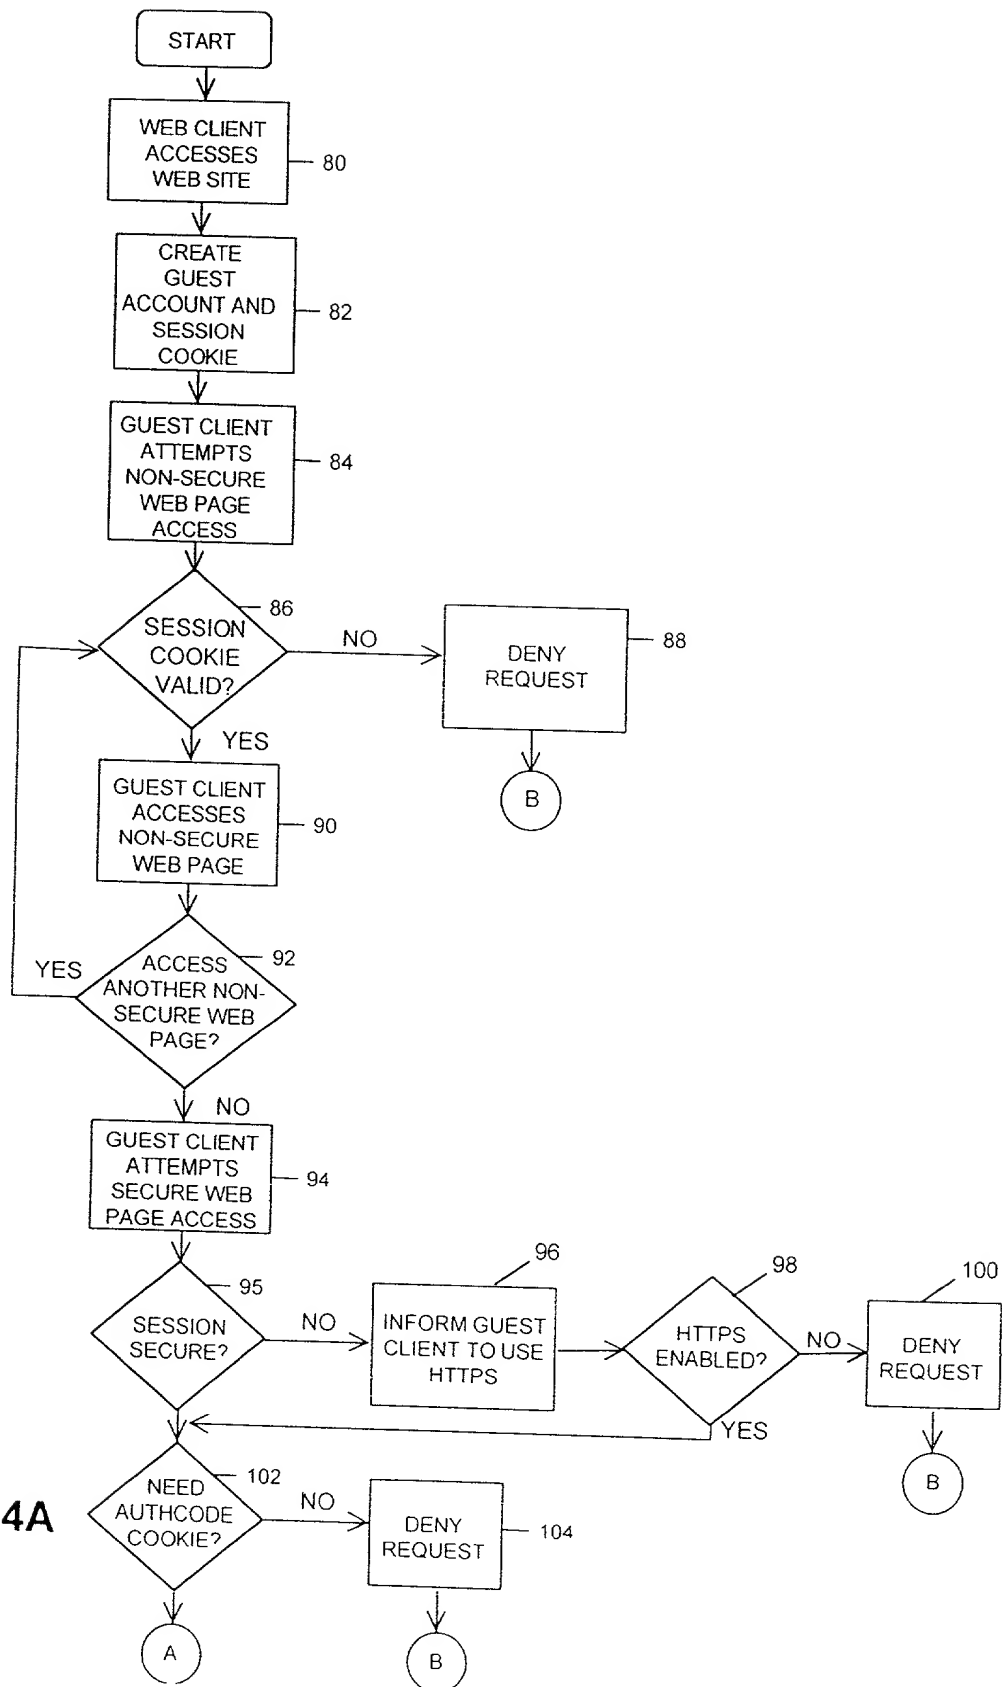 START
WEB CLIENT
ACCESSES
WEB SITE
80
CREATE
GUEST
ACCOUNT AND
SESSION
COOKIE
82
GUEST CLIENT
ATTEMPTS
NON-SECURE
WEB PAGE
ACCESS
84
SESSION
COOKIE
VALID?
86
NO
DENY
REQUEST
88
B
YES
GUEST CLIENT
ACCESSES
NON-SECURE
WEB PAGE
90
ACCESS
ANOTHER NON-
SECURE WEB
PAGE?
92
YES
NO
GUEST CLIENT
ATTEMPTS
SECURE WEB
PAGE ACCESS
94
SESSION
SECURE?
95
NO
INFORM GUEST
CLIENT TO USE
HTTPS
96
HTTPS
ENABLED?
98
NO
DENY
REQUEST
100
B
YES
NEED
AUTHCODE
COOKIE?
102
NO
DENY
REQUEST
104
B
A
4A